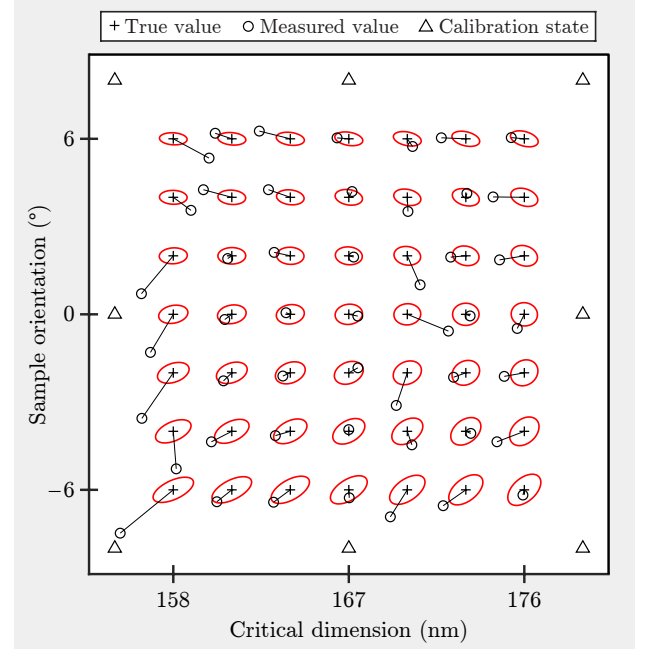 + True value ○ Measured value △ Calibration state
6
0
−6
Sample orientation (°)
158 167 176
Critical dimension (nm)